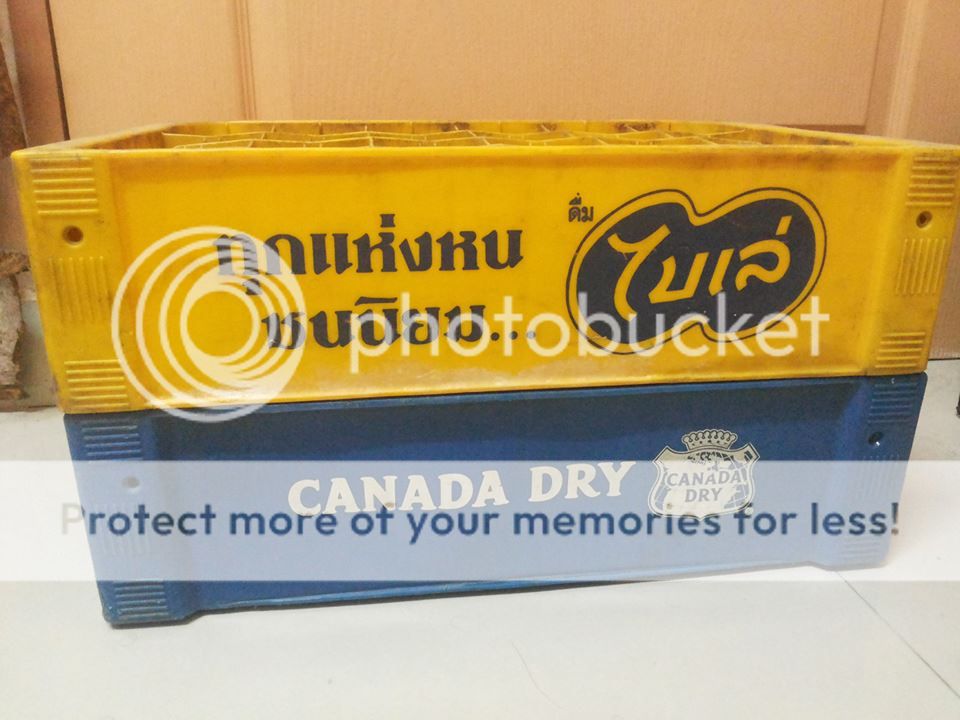 ทุกแห่งหน
ชนนิยม...
ดื่ม
ไบเล่
CANADA DRY
CANADA
DRY
photobucket
Protect more of your memories for less!